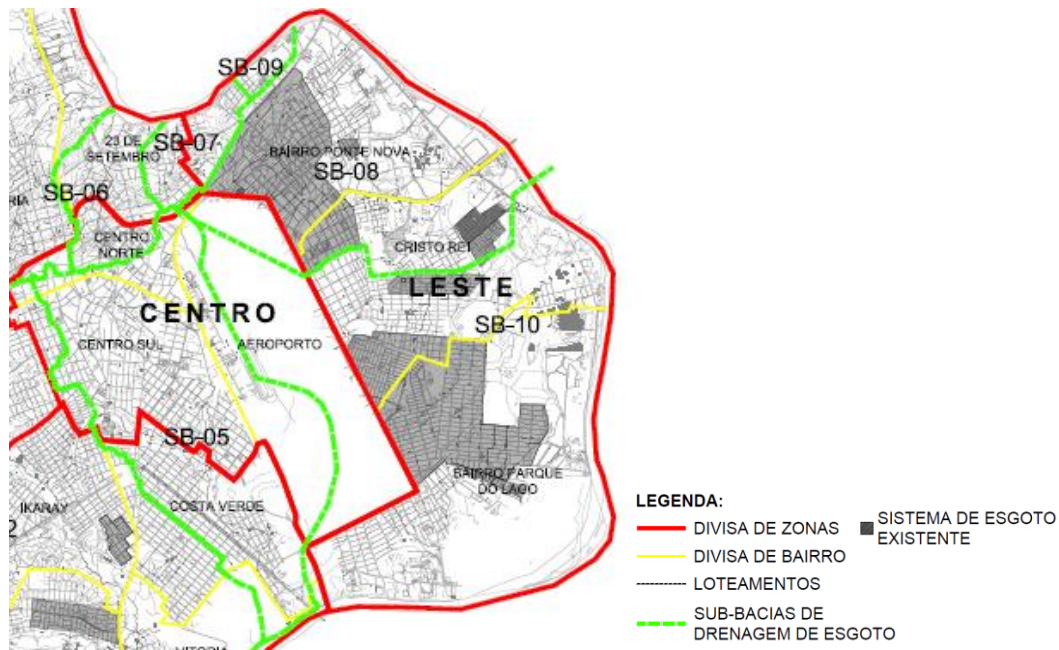 SB-09
23 DE
SETEMBRO
SB-07
BAIRRO PONTE NOVA
SB-08
SB-06
RIA
CENTRO
NORTE
CRISTO REI
LESTE
CENTRO
SB-10
CENTRO SUL
AEROPORTO
SB-05
BAIRRO PARQUE
DO LAGO
IKARAY
COSTA VERDE
2
LEGENDA:
DIVISA DE ZONAS
SISTEMA DE ESGOTO
EXISTENTE
DIVISA DE BAIRRO
LOTEAMENTOS
SUB-BACIAS DE
DRENAGEM DE ESGOTO